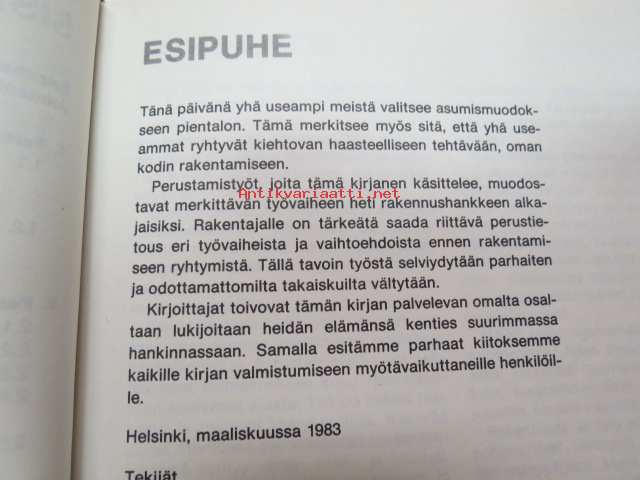 ESIPUHE
Tänä päivänä yhä useampi meistä valitsee asumismuodok-
seen pientalon. Tämä merkitsee myös sitä, että yhä use-
ammat ryhtyvät kiehtovan haasteelliseen tehtävään, oman
kodin rakentamiseen.
Perustamistyöt, joita tämä kirjanen käsittelee, muodos-
Antikvariaatti.net
tavat merkittävän työvaiheen heti rakennushankkeen alka-
jaisiksi. Rakentajalle on tärkeätä saada riittävä perustie-
tous eri työvaiheista ja vaihtoehdoista ennen rakentami-
seen ryhtymistä. Tällä tavoin työstä selviydytään parhaiten
ja odottamattomilta takaiskuilta vältytään.
Kirjoittajat toivovat tämän kirjan palvelevan omalta osal-
taan lukijoitaan heidän elämänsä kenties suurimmassa
hankinnassaan. Samalla esitämme parhaat kiitoksemme
kaikille kirjan valmistumiseen myötävaikuttaneille henkilöil-
le.
Helsinki, maaliskuussa 1983
Tekijät